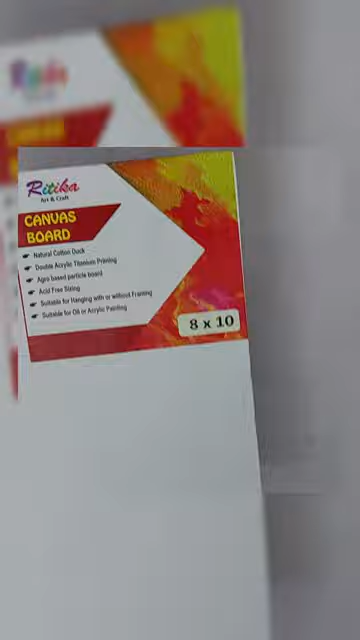 Ritika
Art & Craft
CANVAS
BOARD
Natural Cotton Duck
Double Acrylic Titanium Priming
Agro based particle board
Acid Free Sizing
Suitable for Hanging with or without Framing
Suitable for Oil or Acrylic Painting
8 x 10